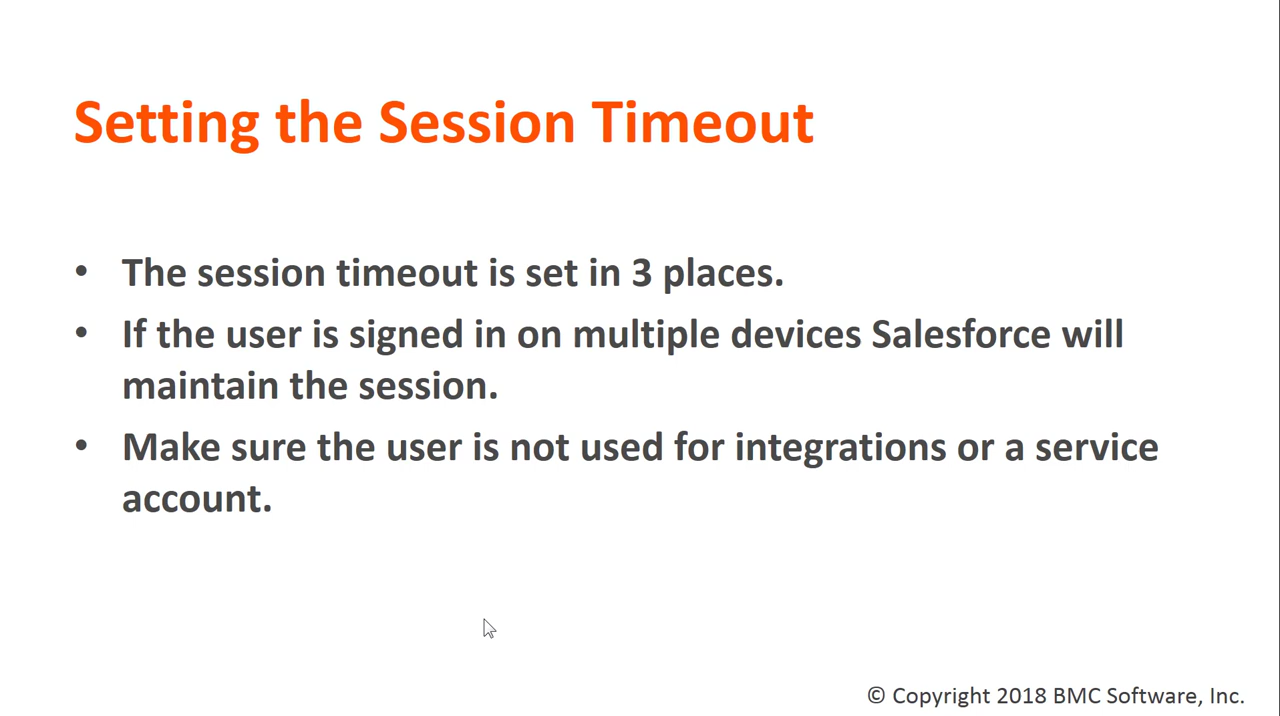 Setting the Session Timeout
• The session timeout is set in 3 places.
• If the user is signed in on multiple devices Salesforce will
maintain the session.
• Make sure the user is not used for integrations or a service
account.
© Copyright 2018 BMC Software, Inc.